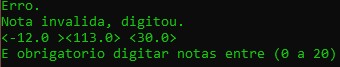 Erro.
Nota invalida, digitou.
<-12.0 ><113.0> <30.0>
E obrigatorio digitar notas entre (0 a 20)